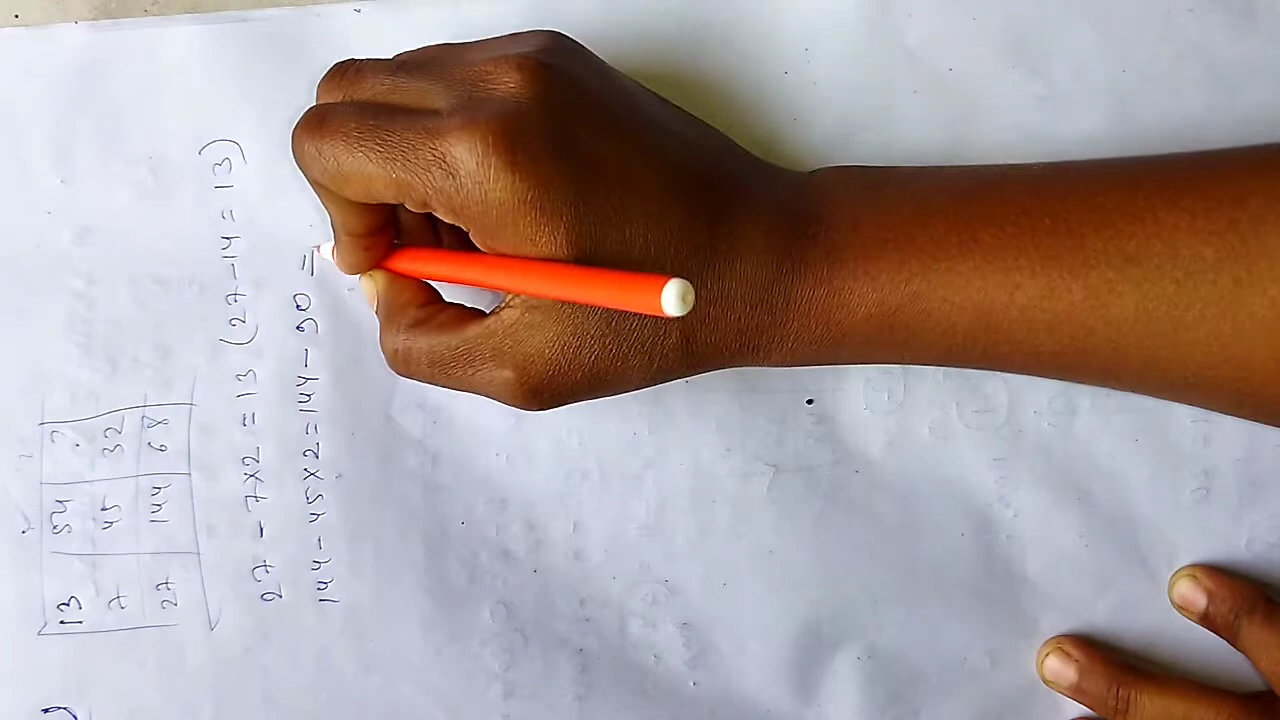 13 54 ?
7 45 32
27 144 68
27 - 7x2 = 13 (27-14 = 13)
144-45x2=144-90 =